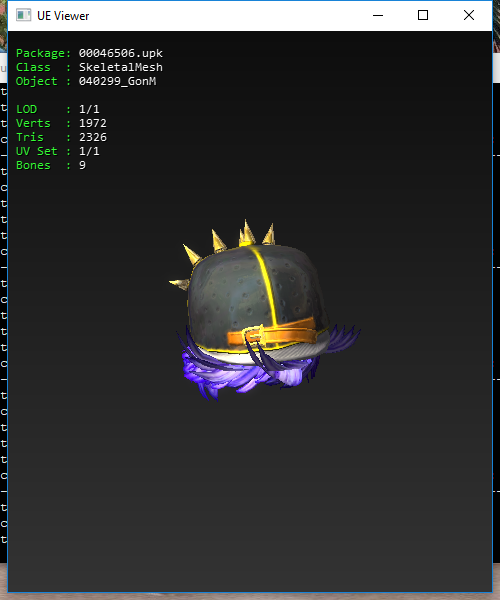 UE Viewer
Package: 00046506.upk
Class  : SkeletalMesh
Object : 040299_GonM
LOD    : 1/1
Verts  : 1972
Tris   : 2326
UV Set : 1/1
Bones  : 9